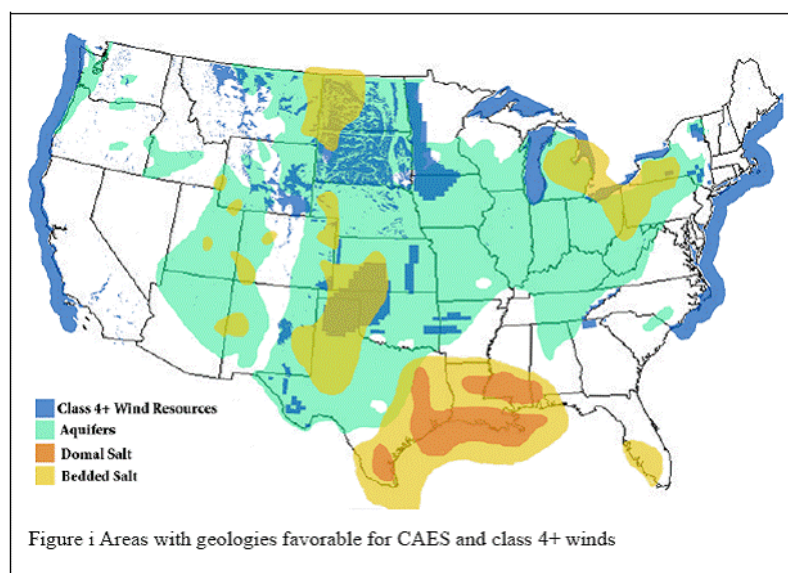 Class 4+ Wind Resources
Aquifers
Domal Salt
Bedded Salt
Figure i Areas with geologies favorable for CAES and class 4+ winds